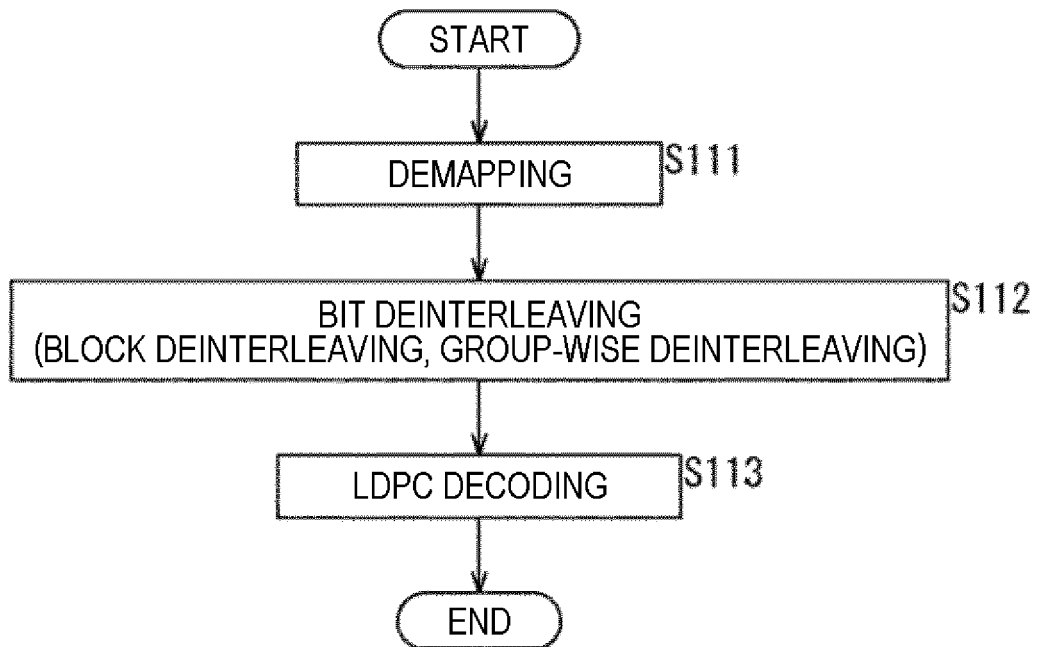 START
DEMAPPING
S111
BIT DEINTERLEAVING
(BLOCK DEINTERLEAVING, GROUP-WISE DEINTERLEAVING)
S112
LDPC DECODING
S113
END